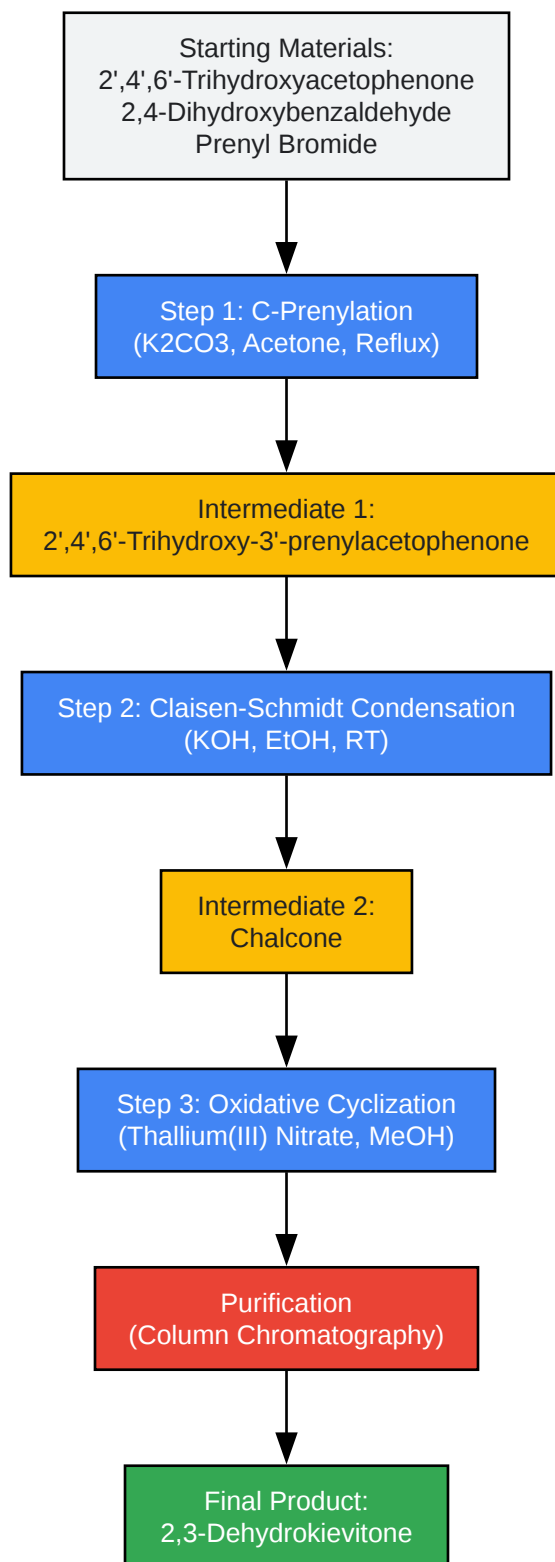 Starting Materials:
2',4',6'-Trihydroxyacetophenone
2,4-Dihydroxybenzaldehyde
Prenyl Bromide
Step 1: C-Prenylation
(K2CO3, Acetone, Reflux)
Intermediate 1:
2',4',6'-Trihydroxy-3'-prenylacetophenone
Step 2: Claisen-Schmidt Condensation
(KOH, EtOH, RT)
Intermediate 2:
Chalcone
Step 3: Oxidative Cyclization
(Thallium(III) Nitrate, MeOH)
Purification
(Column Chromatography)
Final Product:
2,3-Dehydrokievitone